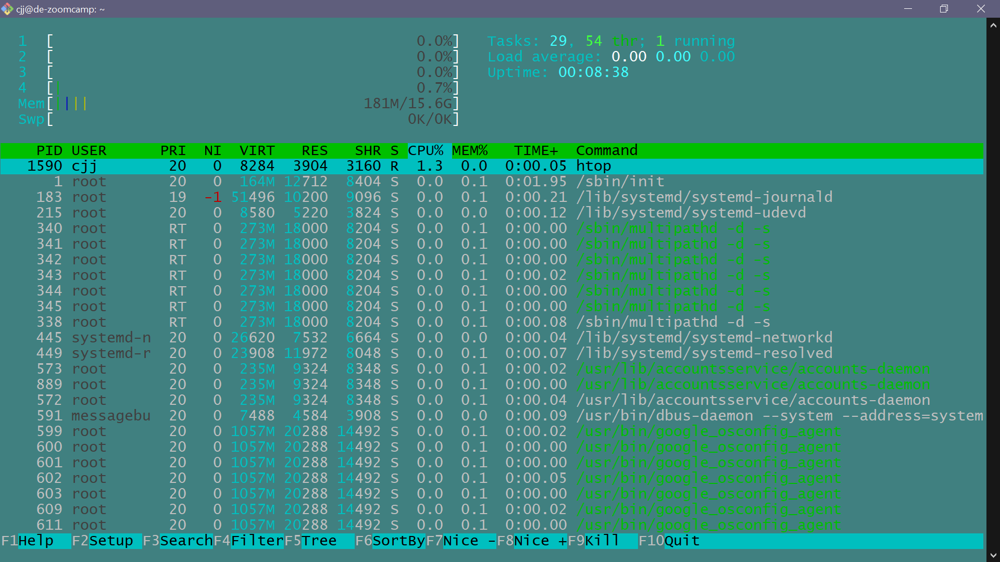 cjj@de-zoomcamp: ~
1 [ 0.0%] Tasks: 29, 54 thr; 1 running
2 [ 0.0%] Load average: 0.00 0.00 0.00
3 [ 0.0%] Uptime: 00:08:38
4 [| 0.7%]
Mem[|||| 181M/15.6G]
Swp[ 0K/0K]
PID USER PRI NI VIRT RES SHR S CPU% MEM% TIME+ Command
1590 cjj 20 0 8284 3904 3160 R 1.3 0.0 0:00.05 htop
1 root 20 0 164M 12712 8404 S 0.0 0.1 0:01.95 /sbin/init
183 root 19 -1 51496 10200 9096 S 0.0 0.1 0:00.21 /lib/systemd/systemd-journald
215 root 20 0 8580 5220 3824 S 0.0 0.0 0:00.12 /lib/systemd/systemd-udevd
340 root RT 0 273M 18000 8204 S 0.0 0.1 0:00.00 /sbin/multipathd -d -s
341 root RT 0 273M 18000 8204 S 0.0 0.1 0:00.00 /sbin/multipathd -d -s
342 root RT 0 273M 18000 8204 S 0.0 0.1 0:00.00 /sbin/multipathd -d -s
343 root RT 0 273M 18000 8204 S 0.0 0.1 0:00.02 /sbin/multipathd -d -s
344 root RT 0 273M 18000 8204 S 0.0 0.1 0:00.00 /sbin/multipathd -d -s
345 root RT 0 273M 18000 8204 S 0.0 0.1 0:00.00 /sbin/multipathd -d -s
338 root RT 0 273M 18000 8204 S 0.0 0.1 0:00.08 /sbin/multipathd -d -s
445 systemd-n 20 0 26620 7532 6664 S 0.0 0.0 0:00.04 /lib/systemd/systemd-networkd
449 systemd-r 20 0 23908 11972 8048 S 0.0 0.1 0:00.07 /lib/systemd/systemd-resolved
573 root 20 0 235M 9324 8348 S 0.0 0.1 0:00.02 /usr/lib/accountsservice/accounts-daemon
889 root 20 0 235M 9324 8348 S 0.0 0.1 0:00.00 /usr/lib/accountsservice/accounts-daemon
572 root 20 0 235M 9324 8348 S 0.0 0.1 0:00.04 /usr/lib/accountsservice/accounts-daemon
591 messagebu 20 0 7488 4584 3908 S 0.0 0.0 0:00.09 /usr/bin/dbus-daemon --system --address=system
599 root 20 0 1057M 20288 14492 S 0.0 0.1 0:00.02 /usr/bin/google_osconfig_agent
600 root 20 0 1057M 20288 14492 S 0.0 0.1 0:00.00 /usr/bin/google_osconfig_agent
601 root 20 0 1057M 20288 14492 S 0.0 0.1 0:00.00 /usr/bin/google_osconfig_agent
602 root 20 0 1057M 20288 14492 S 0.0 0.1 0:00.05 /usr/bin/google_osconfig_agent
603 root 20 0 1057M 20288 14492 S 0.0 0.1 0:00.00 /usr/bin/google_osconfig_agent
609 root 20 0 1057M 20288 14492 S 0.0 0.1 0:00.02 /usr/bin/google_osconfig_agent
611 root 20 0 1057M 20288 14492 S 0.0 0.1 0:00.00 /usr/bin/google_osconfig_agent
F1Help F2Setup F3SearchF4FilterF5Tree F6SortByF7Nice -F8Nice +F9Kill F10Quit